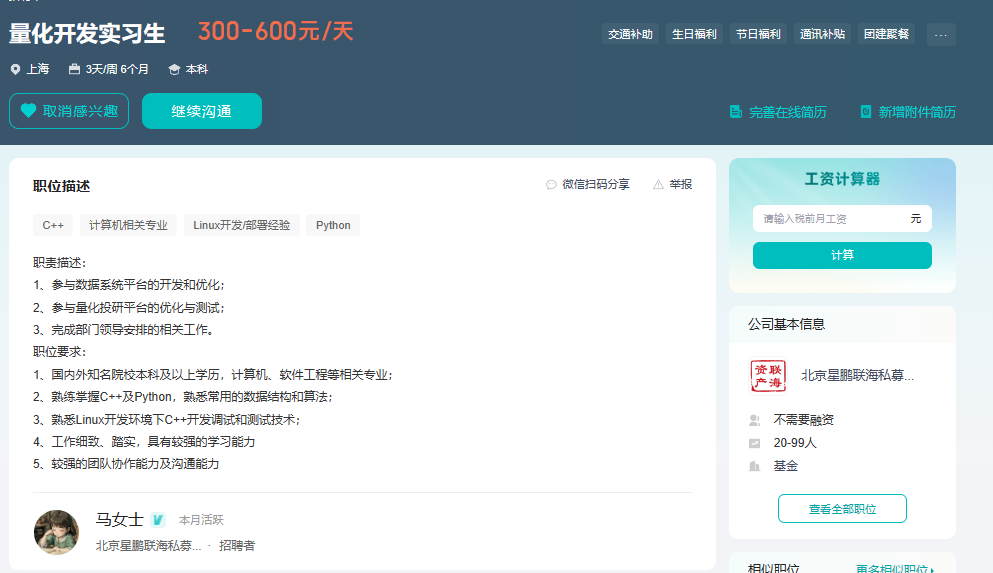 量化开发实习生 300-600元/天
交通补助 生日福利 节日福利 通讯补贴 团建聚餐 ...
上海 3天/周 6个月 本科
取消感兴趣 继续沟通
完善在线简历 新增附件简历
职位描述
微信扫码分享 举报
C++ 计算机相关专业 Linux开发/部署经验 Python
职责描述：
1、参与数据系统平台的开发和优化；
2、参与量化投研平台的优化与测试；
3、完成部门领导安排的相关工作。
职位要求：
1、国内外知名院校本科及以上学历，计算机、软件工程等相关专业；
2、熟练掌握C++及Python，熟悉常用的数据结构和算法；
3、熟悉Linux开发环境下C++开发调试和测试技术；
4、工作细致、踏实，具有较强的学习能力
5、较强的团队协作能力及沟通能力
马女士 本月活跃
北京星鹏联海私募... · 招聘者
工资计算器
请输入税前月工资 元
计算
公司基本信息
资联
产海
北京星鹏联海私募...
不需要融资
20-99人
基金
查看全部职位
相似职位 更多相似职位